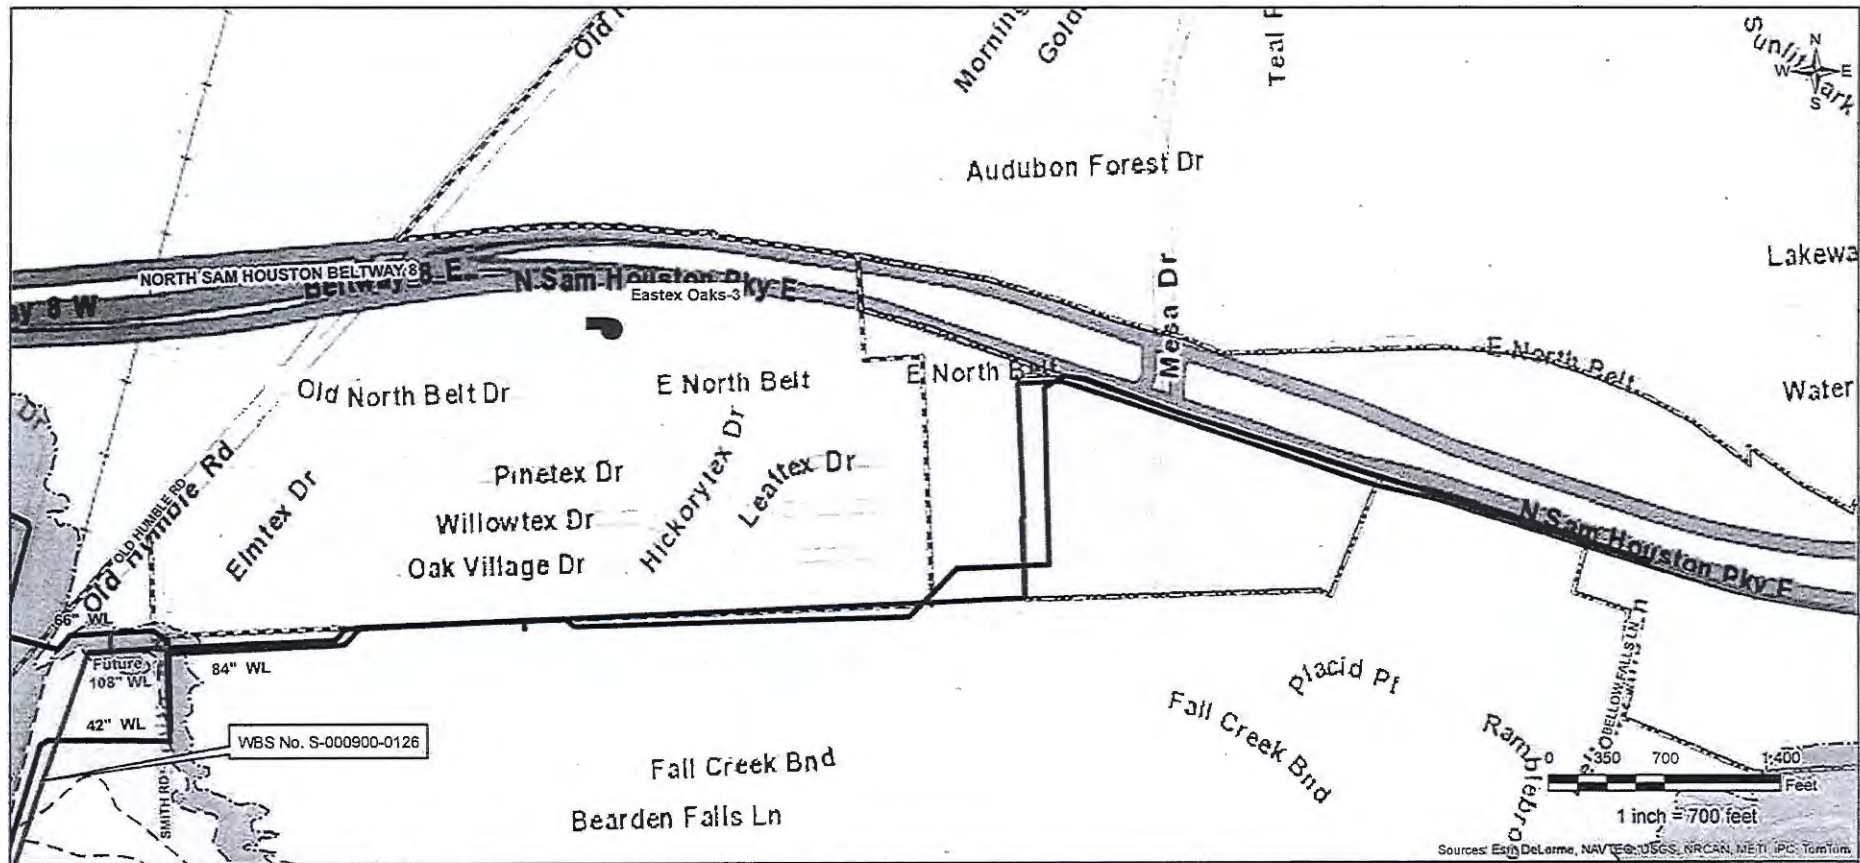 Morning
Teal
Sunlit
Park
N
W E
S
Audubon Forest Dr
Lakewa
NORTH SAM HOUSTON BELTWAY 8
Beltway 8 E
N Sam Houston Pky E
Eastex Oaks-3
ay 8 W
Mesa Dr
E North Belt
Old North Belt Dr
E North Belt
E North Belt
Water
Dr
Old Humble Rd
OLD HUMBLE RD
Elmtex Dr
Pinetex Dr
Willowtex Dr
Oak Village Dr
Hickorytex Dr
Leaftex Dr
N Sam Houston Pky E
66" WL
Future
108" WL
84" WL
42" WL
WBS No. S-000900-0126
SMITH RD
Placid Pt
Fall Creek Bnd
Fall Creek Bnd
Bearden Falls Ln
BELLOW FALLS LN
Ramblebro
0 350 700 1,400
Feet
1 inch = 700 feet
Sources: Esri, DeLorme, NAVTEQ, USGS, NRCAN, METI, iPC, TomTom